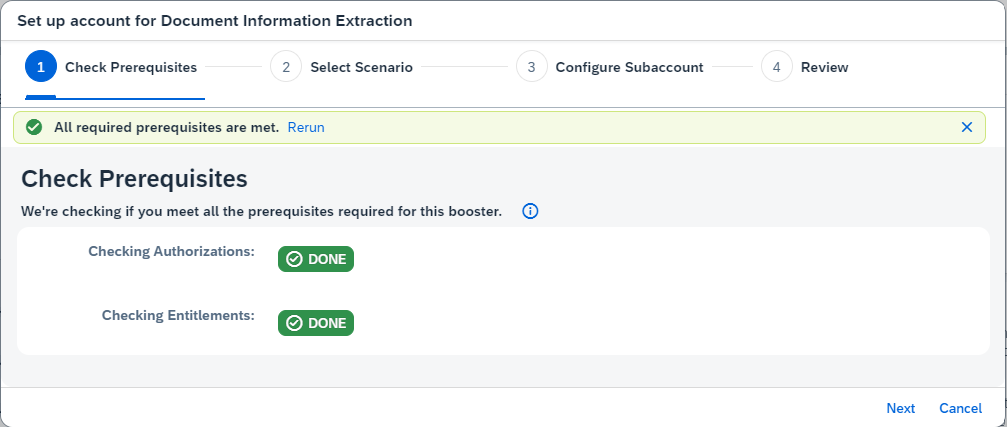 Set up account for Document Information Extraction
1 Check Prerequisites 2 Select Scenario 3 Configure Subaccount 4 Review
All required prerequisites are met. Rerun
Check Prerequisites
We're checking if you meet all the prerequisites required for this booster.
Checking Authorizations: DONE
Checking Entitlements: DONE
Next Cancel